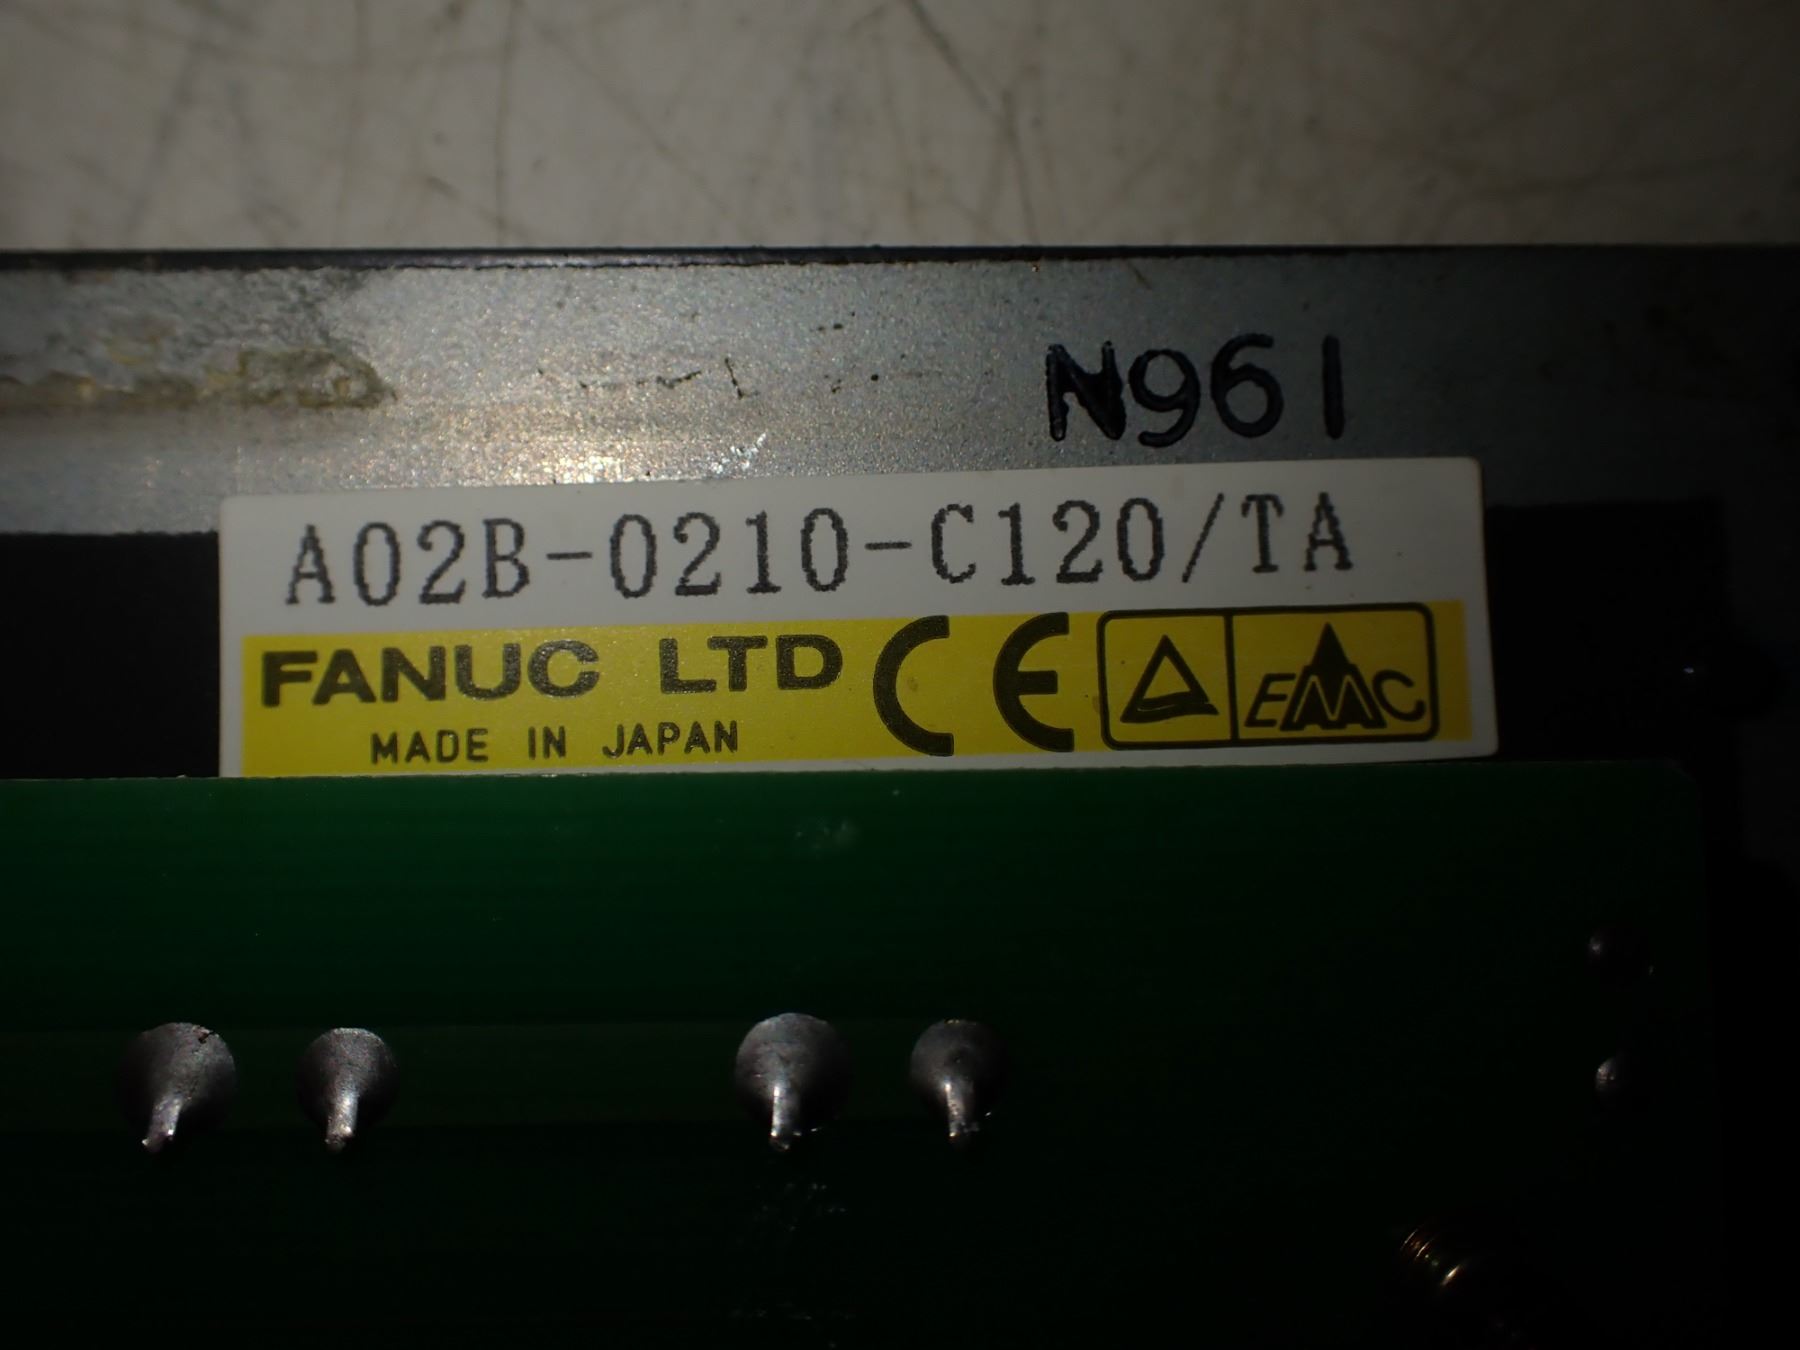 N961
A02B-0210-C120/TA
FANUC LTD CE EMC
MADE IN JAPAN